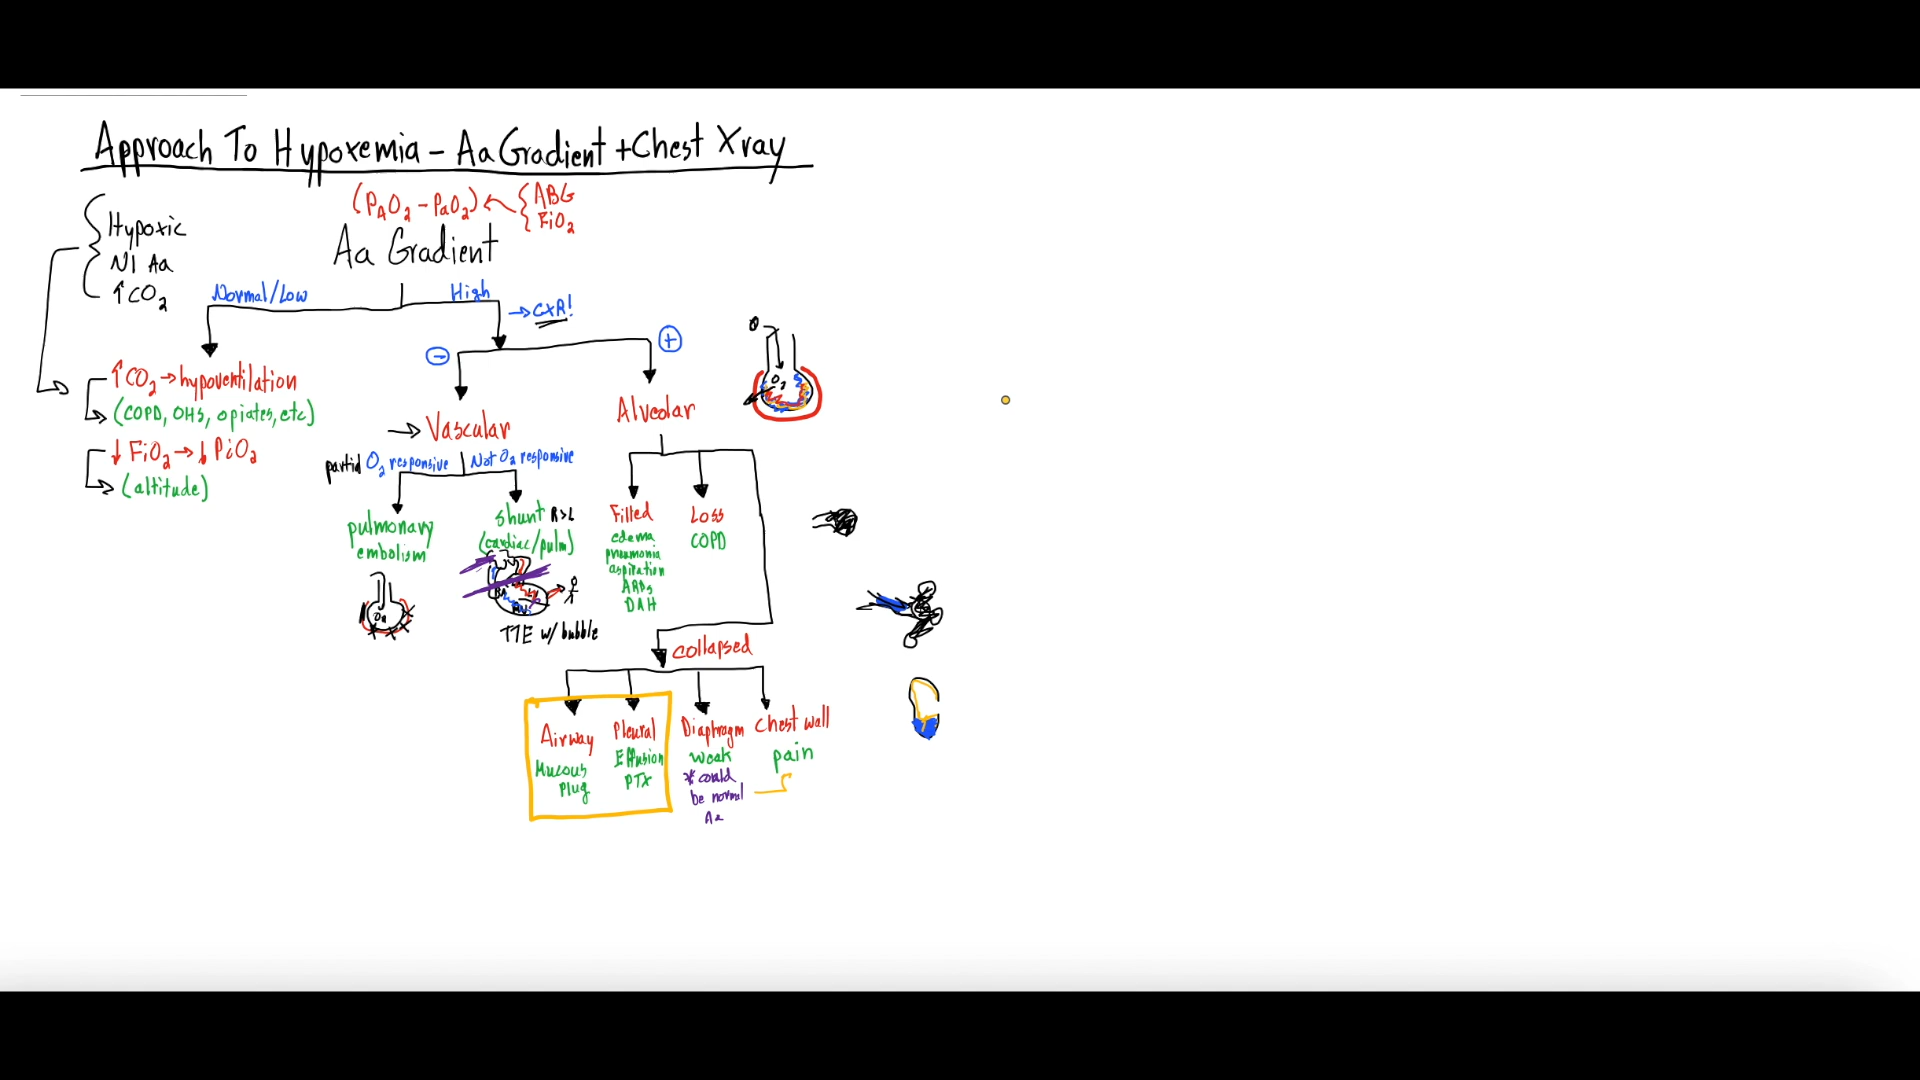 Approach To Hypoxemia - Aa Gradient + Chest Xray
(PAO2 - PaO2)
{ABG
FiO2
Hypoxic
Nl Aa
↑CO2
Aa Gradient
Normal/Low
High
→ CXR!
-
+
↑CO2 → hypoventilation
(COPD, OHS, opiates, etc)
↓ FiO2 → ↓ PiO2
(altitude)
→ Vascular
Alveolar
O2
partial O2 responsive
Not O2 responsive
pulmonary
embolism
shunt R>L
(cardiac/pulm)
TTE w/ bubble
Filled
edema
pneumonia
aspiration
ARDs
DAH
Loss
COPD
collapsed
Airway
Mucous
plug
Pleural
Effusion
PTX
Diaphragm
weak
*could
be normal
Aa
Chest wall
pain